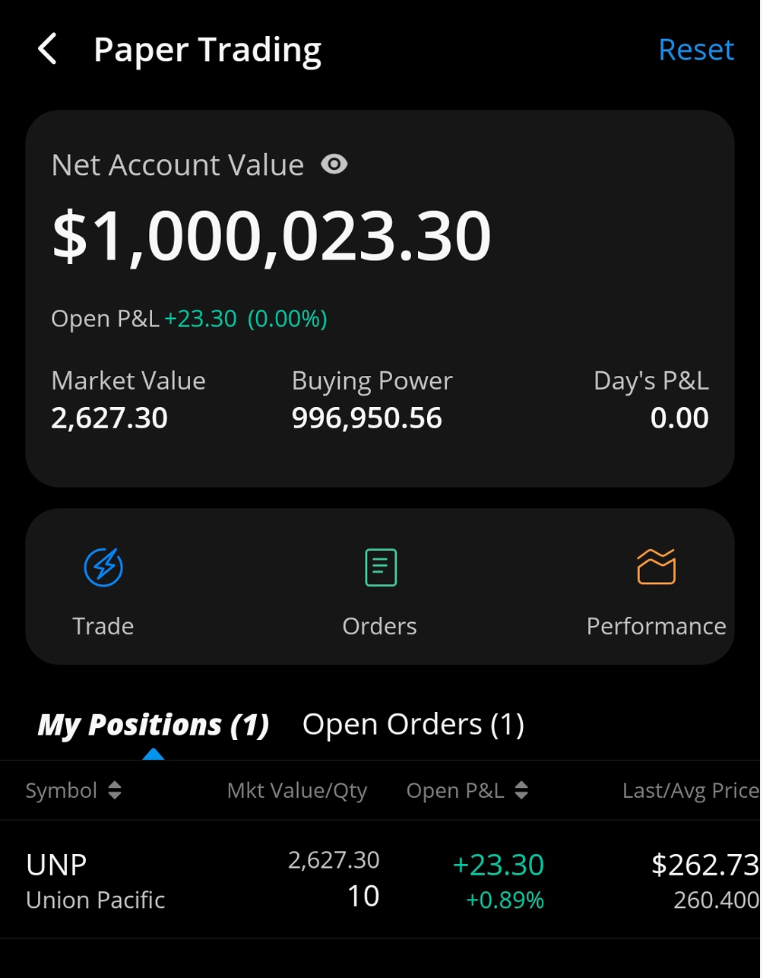 Paper Trading Reset
Net Account Value
$1,000,023.30
Open P&L +23.30 (0.00%)
Market Value Buying Power Day's P&L
2,627.30 996,950.56 0.00
Trade Orders Performance
My Positions (1) Open Orders (1)
Symbol Mkt Value/Qty Open P&L Last/Avg Price
UNP 2,627.30 +23.30 $262.73
Union Pacific 10 +0.89% 260.400